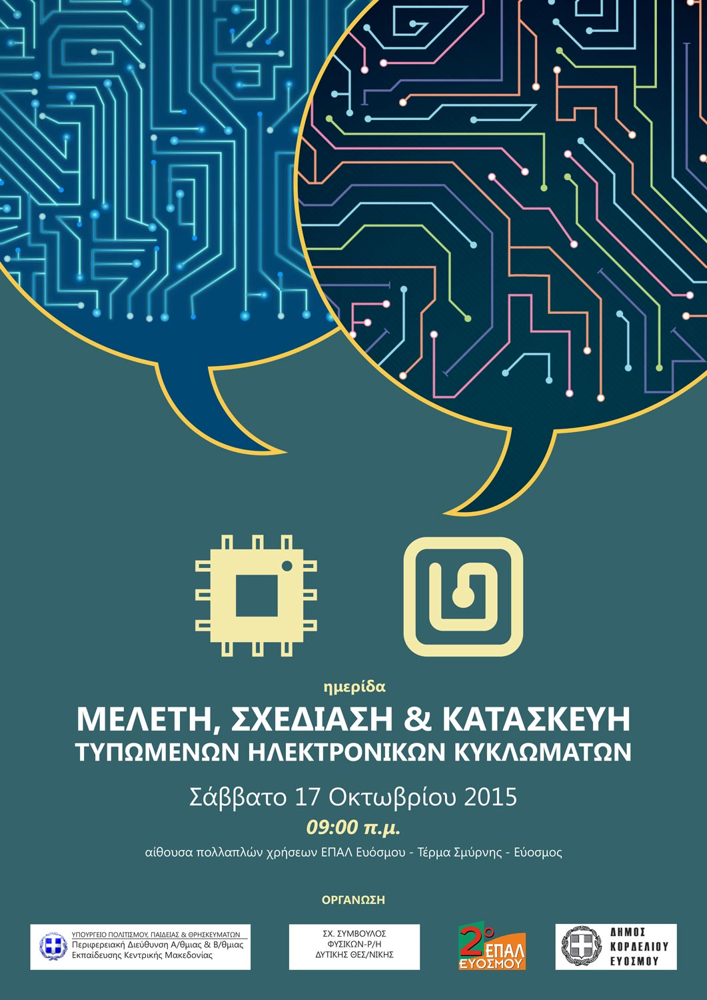 ημερίδα
ΜΕΛΕΤΗ, ΣΧΕΔΙΑΣΗ & ΚΑΤΑΣΚΕΥΗ
ΤΥΠΩΜΕΝΩΝ ΗΛΕΚΤΡΟΝΙΚΩΝ ΚΥΚΛΩΜΑΤΩΝ
Σάββατο 17 Οκτωβρίου 2015
09:00 π.μ.
αίθουσα πολλαπλών χρήσεων ΕΠΑΛ Ευόσμου - Τέρμα Σμύρνης - Εύοσμος
ΟΡΓΑΝΩΣΗ
ΥΠΟΥΡΓΕΙΟ ΠΟΛΙΤΙΣΜΟΥ, ΠΑΙΔΕΙΑΣ & ΘΡΗΣΚΕΥΜΑΤΩΝ
Περιφερειακή Διεύθυνση Α/θμιας & Β/θμιας
Εκπαίδευσης Κεντρικής Μακεδονίας
ΣΧ. ΣΥΜΒΟΥΛΟΣ
ΦΥΣΙΚΩΝ-Ρ/Η
ΔΥΤΙΚΗΣ ΘΕΣ/ΝΙΚΗΣ
2ο ΕΠΑΛ
ΕΥΟΣΜΟΥ
ΔΗΜΟΣ
ΚΟΡΔΕΛΙΟΥ
ΕΥΟΣΜΟΥ